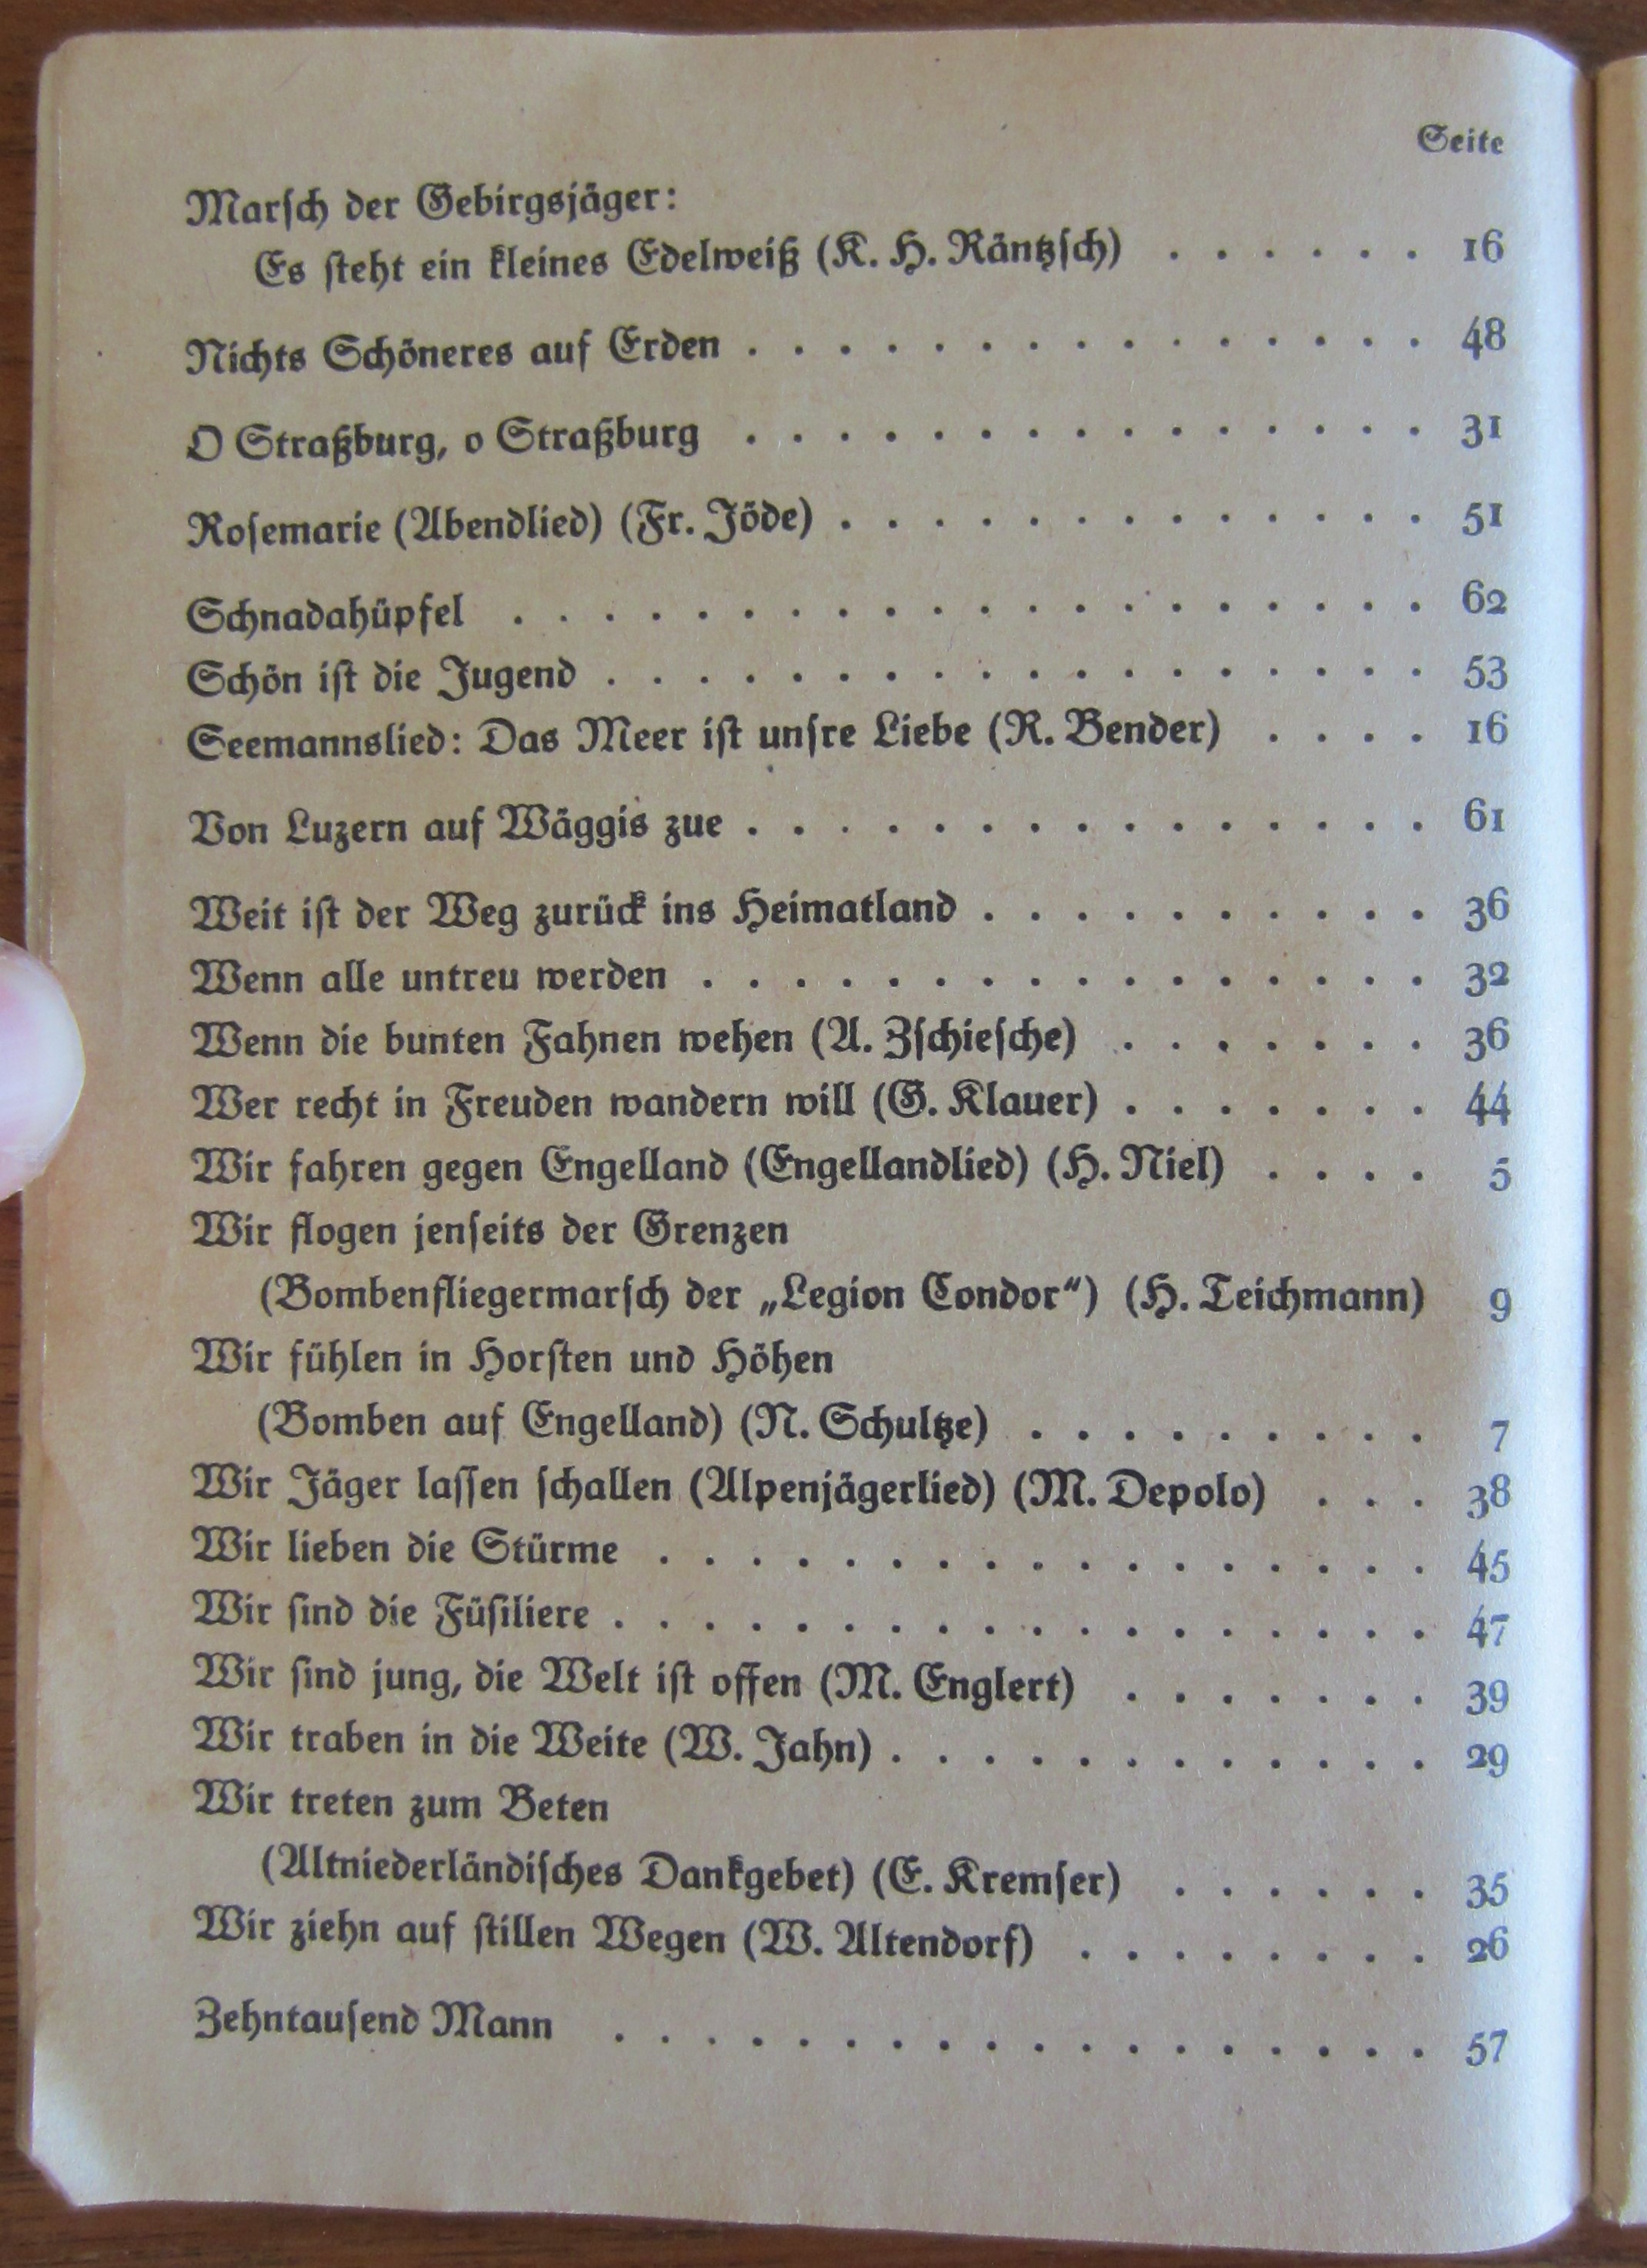 Seite
Marſch der Gebirgsjäger:
Es ſteht ein kleines Edelweiß (K. H. Räntzſch) . . . . . . 16
Nichts Schöneres auf Erden . . . . . . . . . . . . . . . 48
O Straßburg, o Straßburg . . . . . . . . . . . . . . . 31
Roſemarie (Abendlied) (Fr. Jöde) . . . . . . . . . . . . . 51
Schnadahüpfel . . . . . . . . . . . . . . . . . . . . 62
Schön iſt die Jugend . . . . . . . . . . . . . . . . . . 53
Seemannslied: Das Meer iſt unſre Liebe (R. Bender) . . . . 16
Von Luzern auf Wäggis zue . . . . . . . . . . . . . . . 61
Weit iſt der Weg zurück ins Heimatland . . . . . . . . . . 36
Wenn alle untreu werden . . . . . . . . . . . . . . . . 32
Wenn die bunten Fahnen wehen (A. Zſchieſche) . . . . . . . 36
Wer recht in Freuden wandern will (G. Klauer) . . . . . . . 44
Wir fahren gegen Engelland (Engellandlied) (H. Niel) . . . . 5
Wir flogen jenſeits der Grenzen
(Bombenfliegermarſch der „Legion Condor“) (H. Teichmann) 9
Wir fühlen in Horſten und Höhen
(Bomben auf Engelland) (N. Schultze) . . . . . . . . . 7
Wir Jäger laſſen ſchallen (Alpenjägerlied) (M. Depolo) . . . 38
Wir lieben die Stürme . . . . . . . . . . . . . . . . . 45
Wir ſind die Füſiliere . . . . . . . . . . . . . . . . . . 47
Wir ſind jung, die Welt iſt offen (M. Englert) . . . . . . . 39
Wir traben in die Weite (W. Jahn) . . . . . . . . . . . . 29
Wir treten zum Beten
(Altniederländiſches Dankgebet) (E. Kremſer) . . . . . . 35
Wir ziehn auf ſtillen Wegen (W. Altendorf) . . . . . . . . 26
Zehntauſend Mann . . . . . . . . . . . . . . . . . . 57